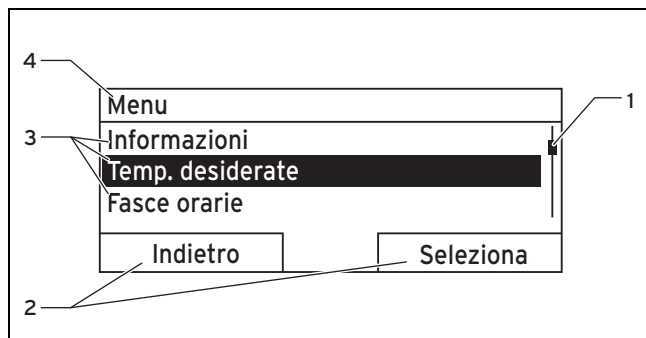 4
Menu
1
3
Informazioni
Temp. desiderate
Fasce orarie
Indietro
Seleziona
2